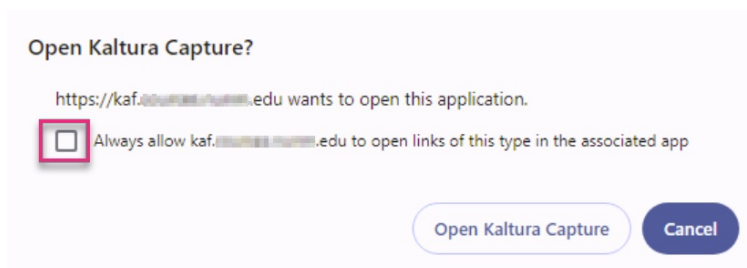 Open Kaltura Capture?
https://kaf. .edu wants to open this application.
Always allow kaf. .edu to open links of this type in the associated app
Open Kaltura Capture
Cancel